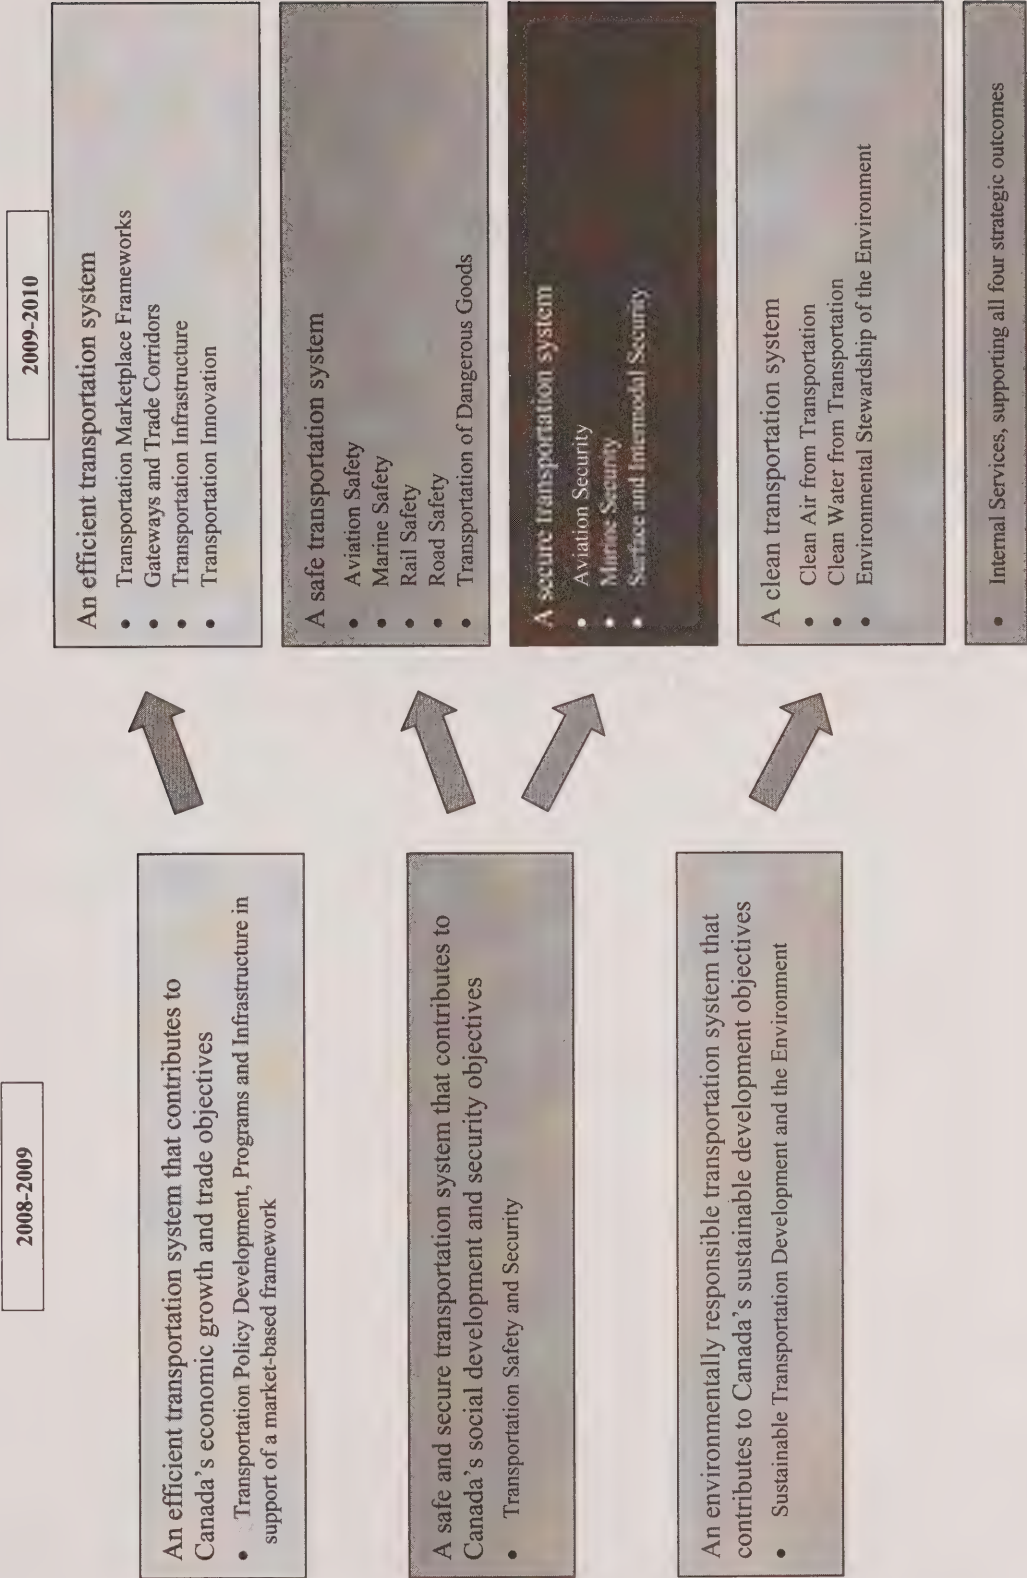 2008-2009
An efficient transportation system that contributes to
Canada's economic growth and trade objectives
• Transportation Policy Development, Programs and Infrastructure in
support of a market-based framework
A safe and secure transportation system that contributes to
Canada's social development and security objectives
• Transportation Safety and Security
An environmentally responsible transportation system that
contributes to Canada's sustainable development objectives
• Sustainable Transportation Development and the Environment
2009-2010
An efficient transportation system
• Transportation Marketplace Frameworks
• Gateways and Trade Corridors
• Transportation Infrastructure
• Transportation Innovation
A safe transportation system
• Aviation Safety
• Marine Safety
• Rail Safety
• Road Safety
• Transportation of Dangerous Goods
A secure transportation system
• Aviation Security
• Marine Security
• Surface and Intermodal Security
A clean transportation system
• Clean Air from Transportation
• Clean Water from Transportation
• Environmental Stewardship of the Environment
• Internal Services, supporting all four strategic outcomes